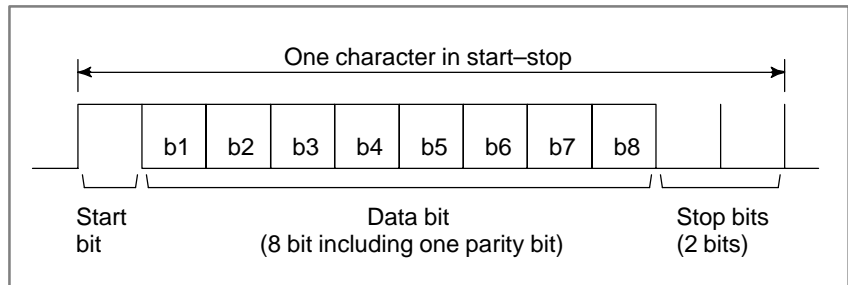 One character in start–stop
b1 b2 b3 b4 b5 b6 b7 b8
Start bit
Data bit
(8 bit including one parity bit)
Stop bits
(2 bits)